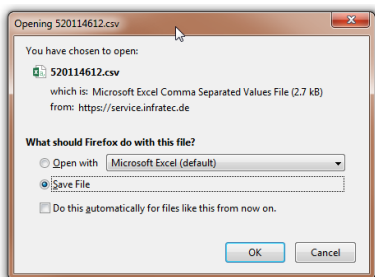 Opening 520114612.csv
You have chosen to open:
520114612.csv
which is: Microsoft Excel Comma Separated Values File (2.7 kB)
from: https://service.infratec.de
What should Firefox do with this file?
Open with Microsoft Excel (default)
Save File
Do this automatically for files like this from now on.
OK Cancel